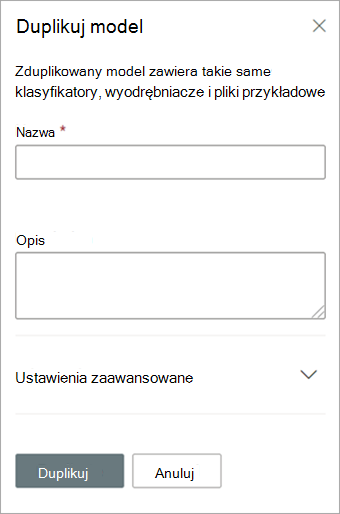 Duplikuj model
Zduplikowany model zawiera takie same
klasyfikatory, wyodrębniacze i pliki przykładowe
Nazwa *
Opis
Ustawienia zaawansowane
Duplikuj
Anuluj